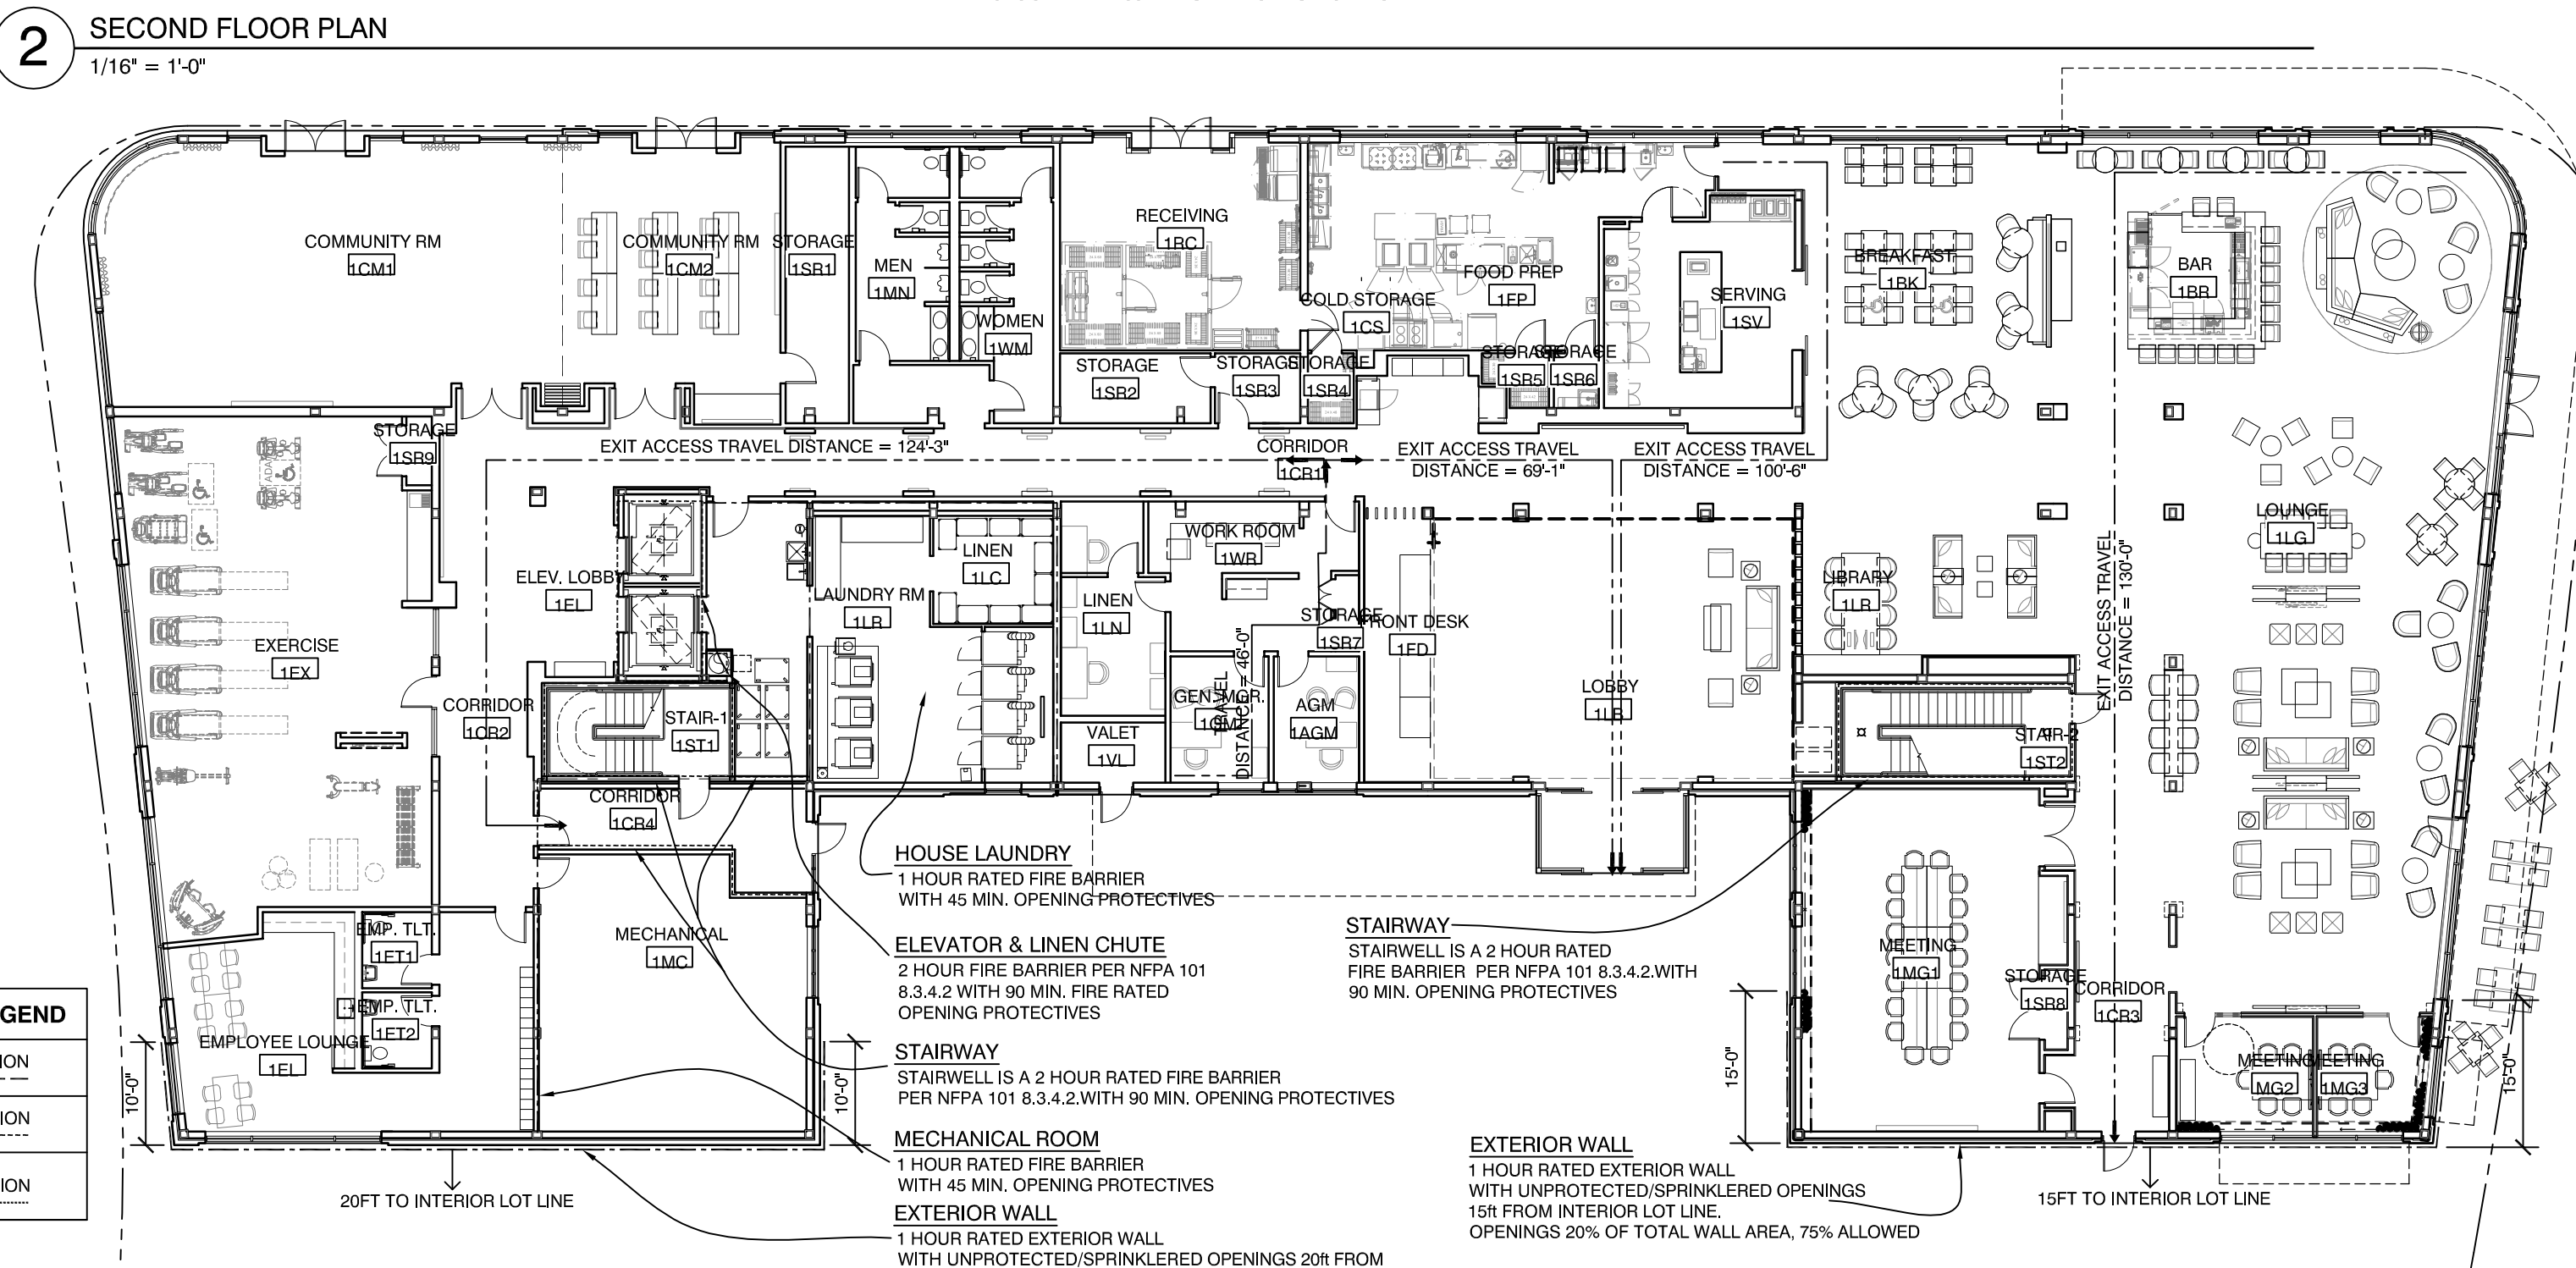 2
SECOND FLOOR PLAN
1/16" = 1'-0"
COMMUNITY RM
1CM1
COMMUNITY RM
1CM2
STORAGE
1SR1
MEN
1MN
WOMEN
1WM
RECEIVING
1RC
STORAGE
1SR2
STORAGE
1SR3
COLD STORAGE
1CS
STORAGE
1SR4
FOOD PREP
1FP
STORAGE
1SR5
STORAGE
1SR6
SERVING
1SV
BREAKFAST
1BK
BAR
1BR
STORAGE
1SR9
ADA
EXIT ACCESS TRAVEL DISTANCE = 124'-3"
CORRIDOR
1CR1
EXIT ACCESS TRAVEL
DISTANCE = 69'-1"
EXIT ACCESS TRAVEL
DISTANCE = 100'-6"
EXERCISE
1EX
ELEV. LOBBY
1EL
CORRIDOR
1CR2
STAIR-1
1ST1
LAUNDRY RM
1LR
LINEN
1LC
LINEN
1LN
VALET
1VL
WORK ROOM
1WR
STORAGE
1SR7
GEN. MGR.
1GM
TRAVEL
DISTANCE = 46'-0"
AGM
1AGM
FRONT DESK
1FD
LOBBY
1LB
LIBRARY
1LR
LOUNGE
1LG
EXIT ACCESS TRAVEL
DISTANCE = 130'-0"
STAIR-2
1ST2
CORRIDOR
1CR4
MECHANICAL
1MC
EMP. TLT.
1ET1
EMP. TLT.
1ET2
EMPLOYEE LOUNGE
1EL
MEETING
1MG1
STORAGE
1SR8
CORRIDOR
1CR3
MEETING
MG2
MEETING
1MG3
HOUSE LAUNDRY
1 HOUR RATED FIRE BARRIER
WITH 45 MIN. OPENING PROTECTIVES
ELEVATOR & LINEN CHUTE
2 HOUR FIRE BARRIER PER NFPA 101
8.3.4.2 WITH 90 MIN. FIRE RATED
OPENING PROTECTIVES
STAIRWAY
STAIRWELL IS A 2 HOUR RATED FIRE BARRIER
PER NFPA 101 8.3.4.2.WITH 90 MIN. OPENING PROTECTIVES
MECHANICAL ROOM
1 HOUR RATED FIRE BARRIER
WITH 45 MIN. OPENING PROTECTIVES
EXTERIOR WALL
1 HOUR RATED EXTERIOR WALL
WITH UNPROTECTED/SPRINKLERED OPENINGS 20ft FROM
STAIRWAY
STAIRWELL IS A 2 HOUR RATED
FIRE BARRIER PER NFPA 101 8.3.4.2.WITH
90 MIN. OPENING PROTECTIVES
EXTERIOR WALL
1 HOUR RATED EXTERIOR WALL
WITH UNPROTECTED/SPRINKLERED OPENINGS
15ft FROM INTERIOR LOT LINE.
OPENINGS 20% OF TOTAL WALL AREA, 75% ALLOWED
10'-0"
10'-0"
15'-0"
15'-0"
20FT TO INTERIOR LOT LINE
15FT TO INTERIOR LOT LINE
GEND
ION
ION
ION